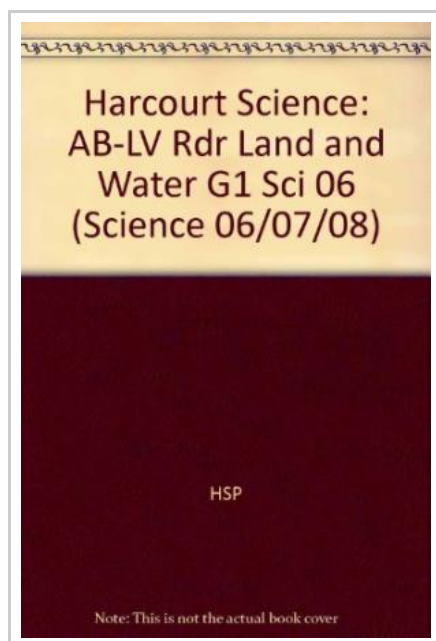 Harcourt Science:
AB-LV Rdr Land and
Water G1 Sci 06
(Science 06/07/08)
HSP
Note: This is not the actual book cover